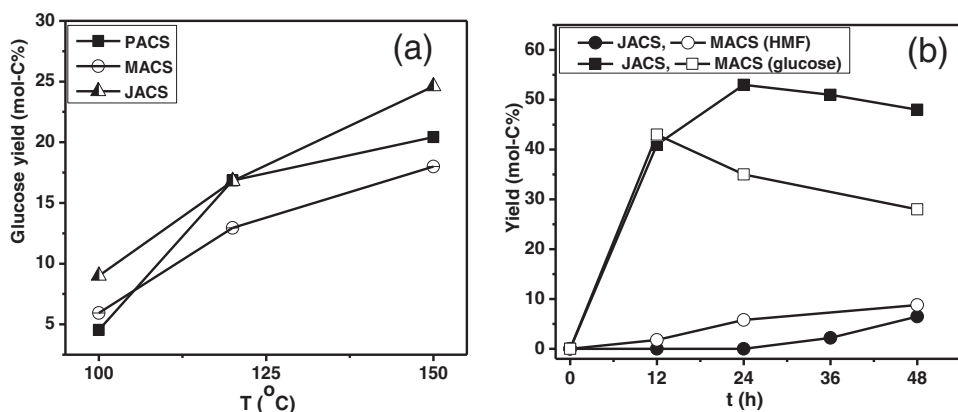 (a)
PACS
MACS
JACS
Glucose yield (mol-C%)
30
25
20
15
10
5
100
125
150
T (°C)
(b)
JACS, MACS (HMF)
JACS, MACS (glucose)
Yield (mol-C%)
60
50
40
30
20
10
0
0
12
24
36
48
t (h)